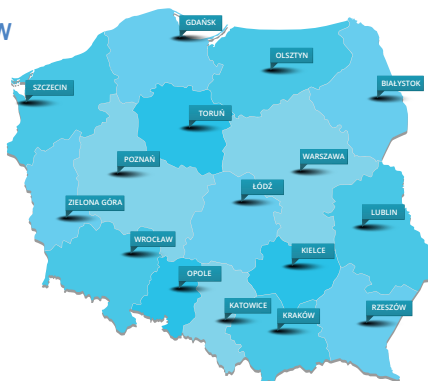 GDAŃSK
W
OLSZTYN
SZCZECIN
BIAŁYSTOK
TORUŃ
POZNAŃ
WARSZAWA
ŁÓDŹ
ZIELONA GÓRA
LUBLIN
WROCŁAW
KIELCE
OPOLE
KATOWICE
RZESZÓW
KRAKÓW